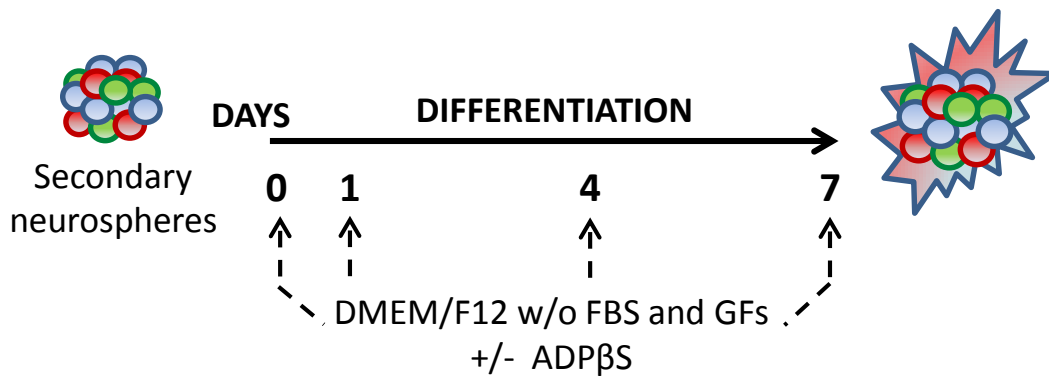 DIFFERENTIATION
DAYS
Secondary
neurospheres
0 1 4 7
DMEM/F12 w/o FBS and GFs
+/- ADPβS